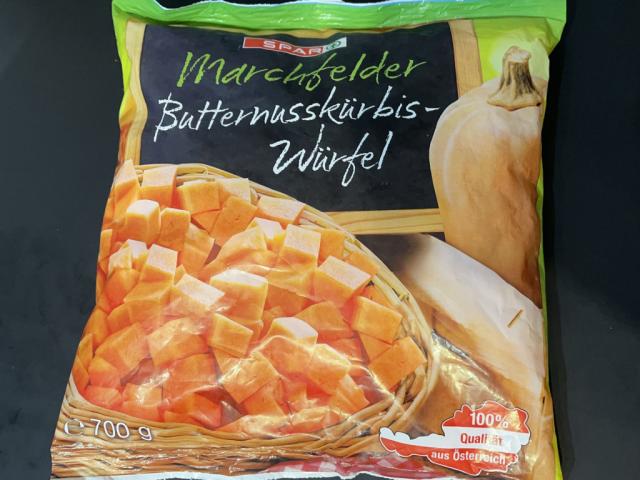 SPAR
Marchfelder
Butternusskürbis-
Würfel
℮ 700 g
100%
Qualität
aus Österreich